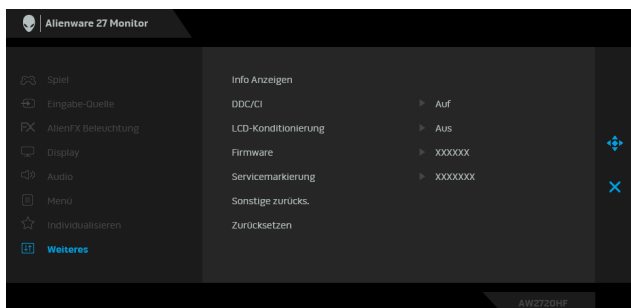 Alienware 27 Monitor
Spiel
Eingabe-Quelle
AlienFX Beleuchtung
Display
Audio
Menü
Individualisieren
Weiteres
Info Anzeigen
DDC/CI Auf
LCD-Konditionierung Aus
Firmware XXXXXX
Servicemarkierung XXXXXXX
Sonstige zurücks.
Zurücksetzen
AW2720HF